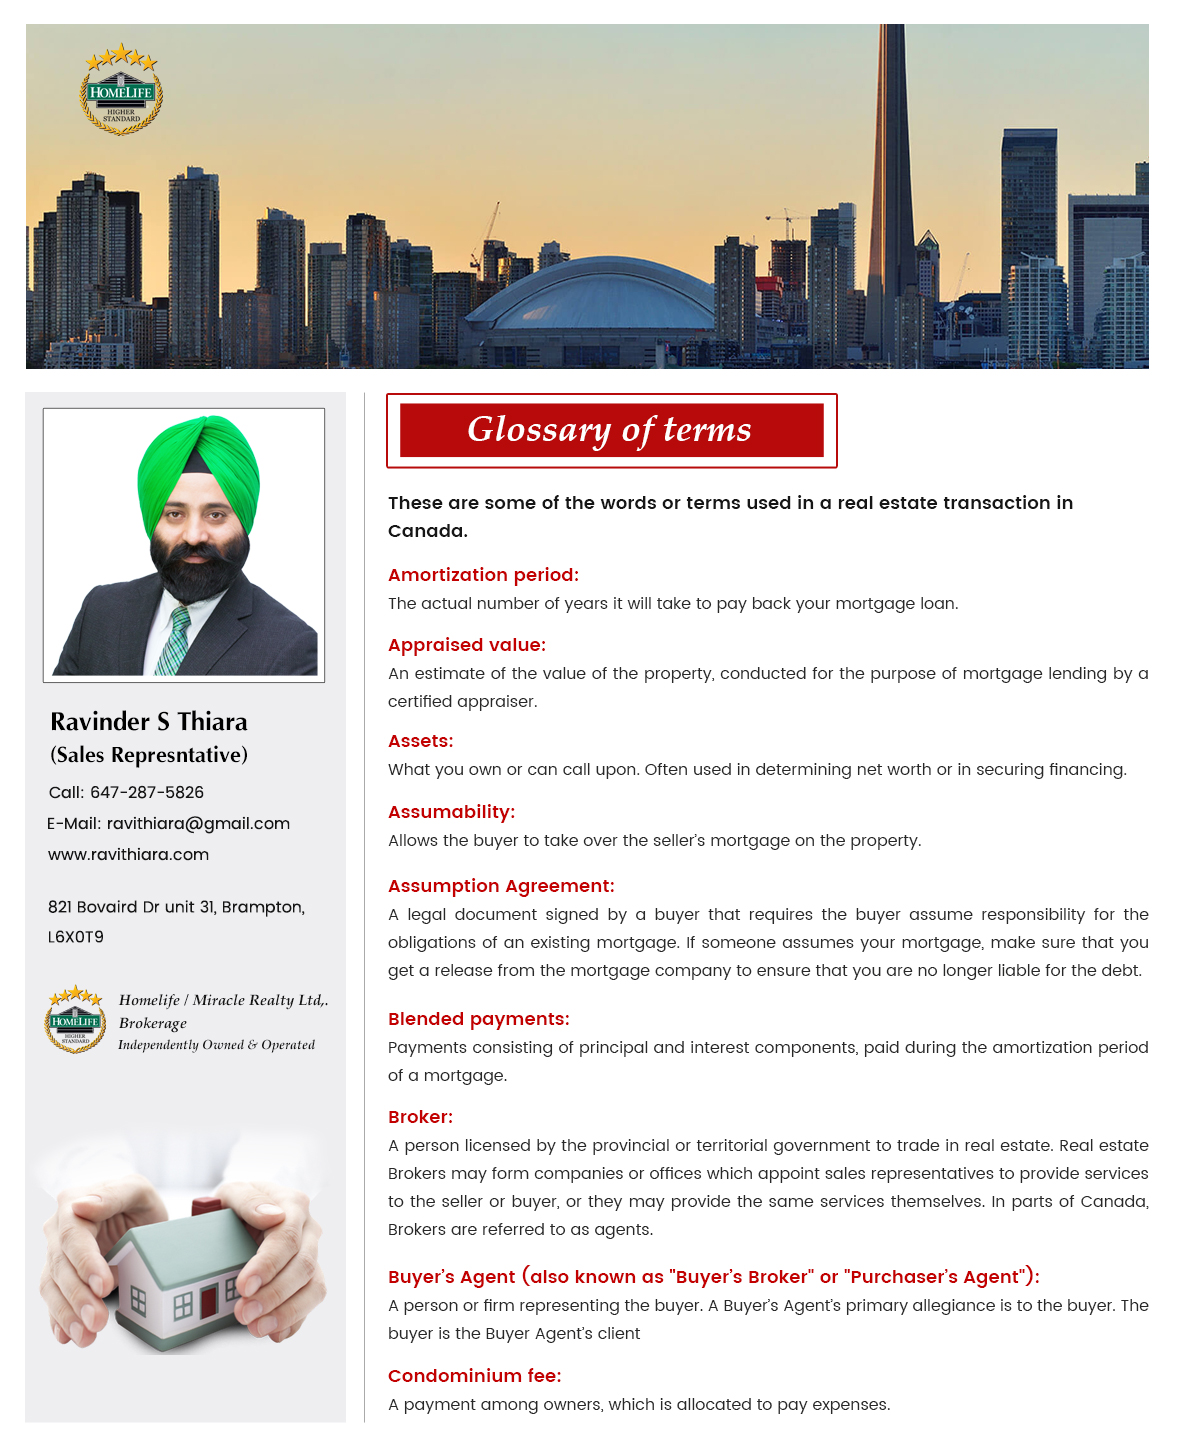 HOMELIFE
HIGHER
STANDARD
Ravinder S Thiara
(Sales Represntative)
Call: 647-287-5826
E-Mail: ravithiara@gmail.com
www.ravithiara.com
821 Bovaird Dr unit 31, Brampton,
L6X0T9
HOMELIFE
HIGHER
STANDARD
Homelife / Miracle Realty Ltd,.
Brokerage
Independently Owned & Operated
Glossary of terms
These are some of the words or terms used in a real estate transaction in
Canada.
Amortization period:
The actual number of years it will take to pay back your mortgage loan.
Appraised value:
An estimate of the value of the property, conducted for the purpose of mortgage lending by a
certified appraiser.
Assets:
What you own or can call upon. Often used in determining net worth or in securing financing.
Assumability:
Allows the buyer to take over the seller's mortgage on the property.
Assumption Agreement:
A legal document signed by a buyer that requires the buyer assume responsibility for the
obligations of an existing mortgage. If someone assumes your mortgage, make sure that you
get a release from the mortgage company to ensure that you are no longer liable for the debt.
Blended payments:
Payments consisting of principal and interest components, paid during the amortization period
of a mortgage.
Broker:
A person licensed by the provincial or territorial government to trade in real estate. Real estate
Brokers may form companies or offices which appoint sales representatives to provide services
to the seller or buyer, or they may provide the same services themselves. In parts of Canada,
Brokers are referred to as agents.
Buyer's Agent (also known as "Buyer's Broker" or "Purchaser's Agent"):
A person or firm representing the buyer. A Buyer's Agent's primary allegiance is to the buyer. The
buyer is the Buyer Agent's client
Condominium fee:
A payment among owners, which is allocated to pay expenses.